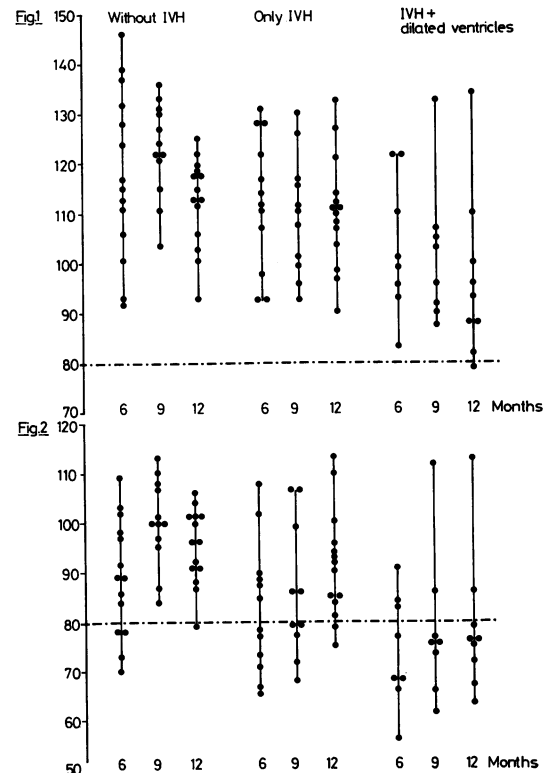 Fig.1
Without IVH
Only IVH
IVH +
dilated ventricles
150
140
130
120
110
100
90
80
70
6 9 12 6 9 12 6 9 12 Months
Fig.2
120
110
100
90
80
70
60
50
6 9 12 6 9 12 6 9 12 Months